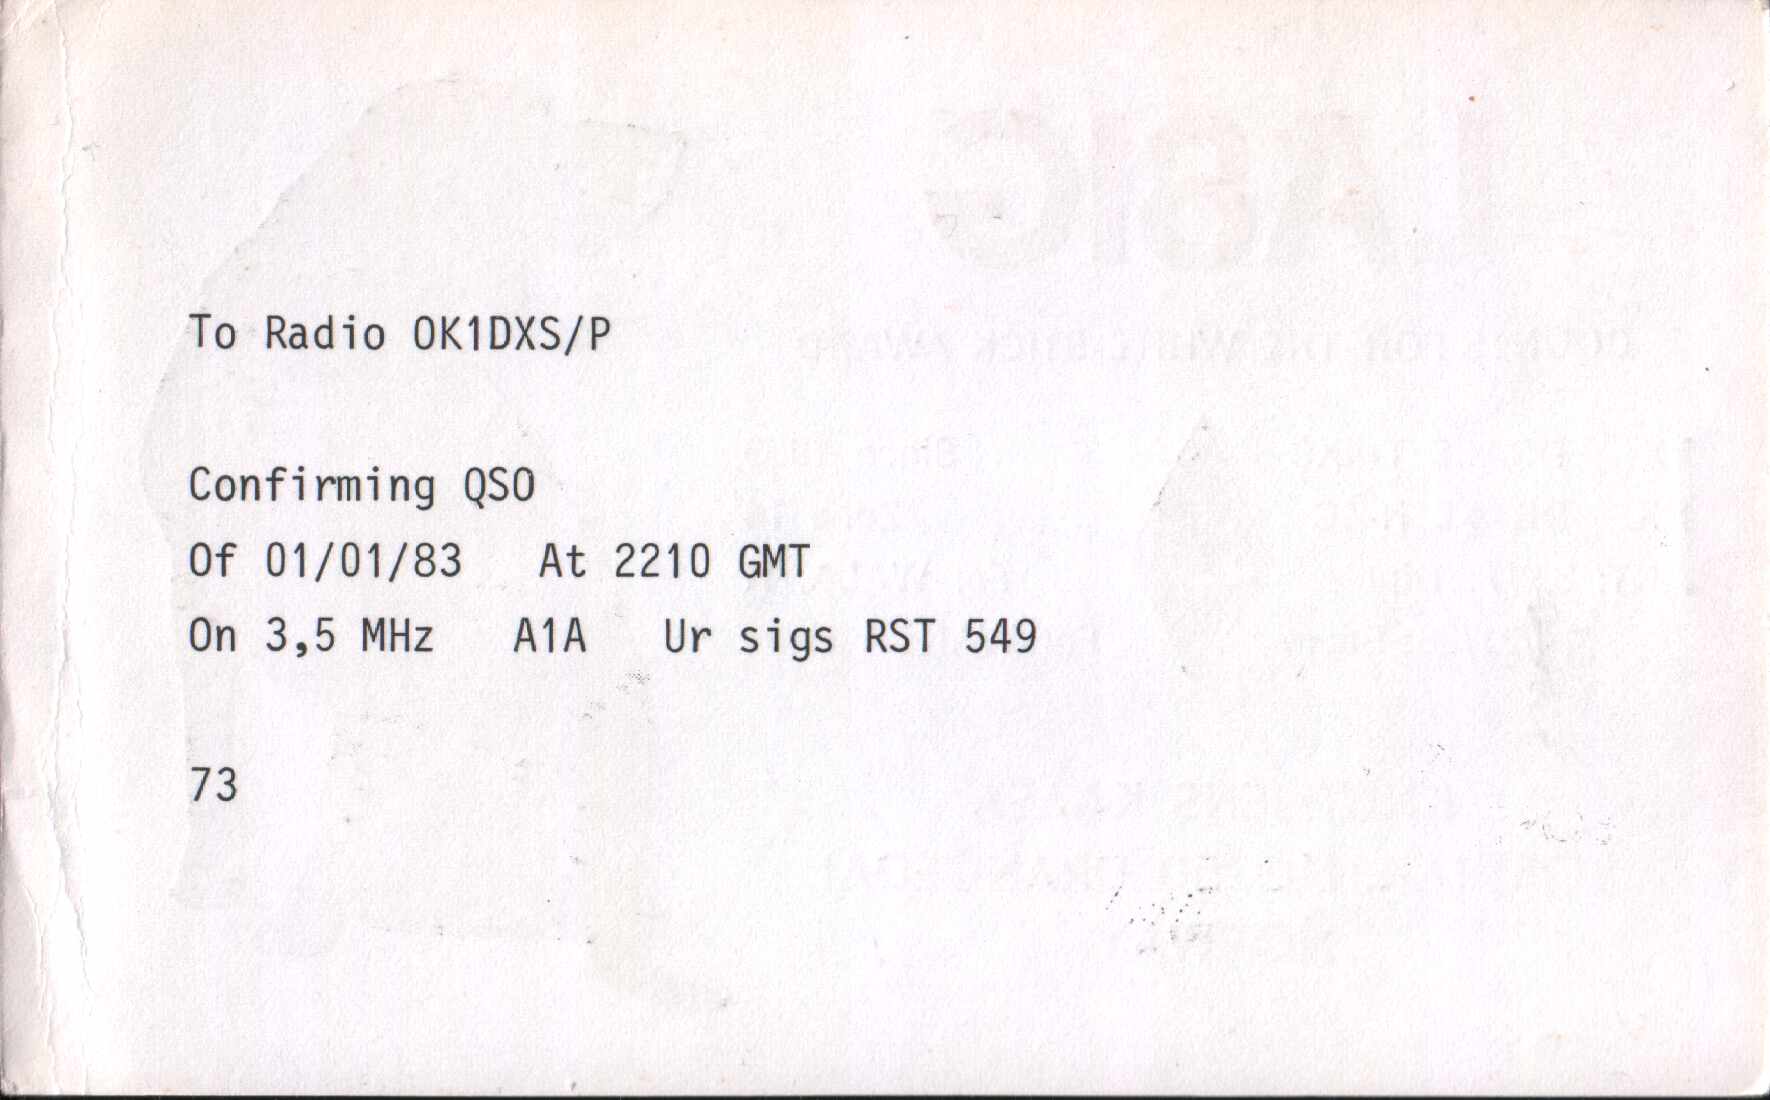 To Radio OK1DXS/P
Confirming QSO
Of 01/01/83 At 2210 GMT
On 3,5 MHz A1A Ur sigs RST 549
73